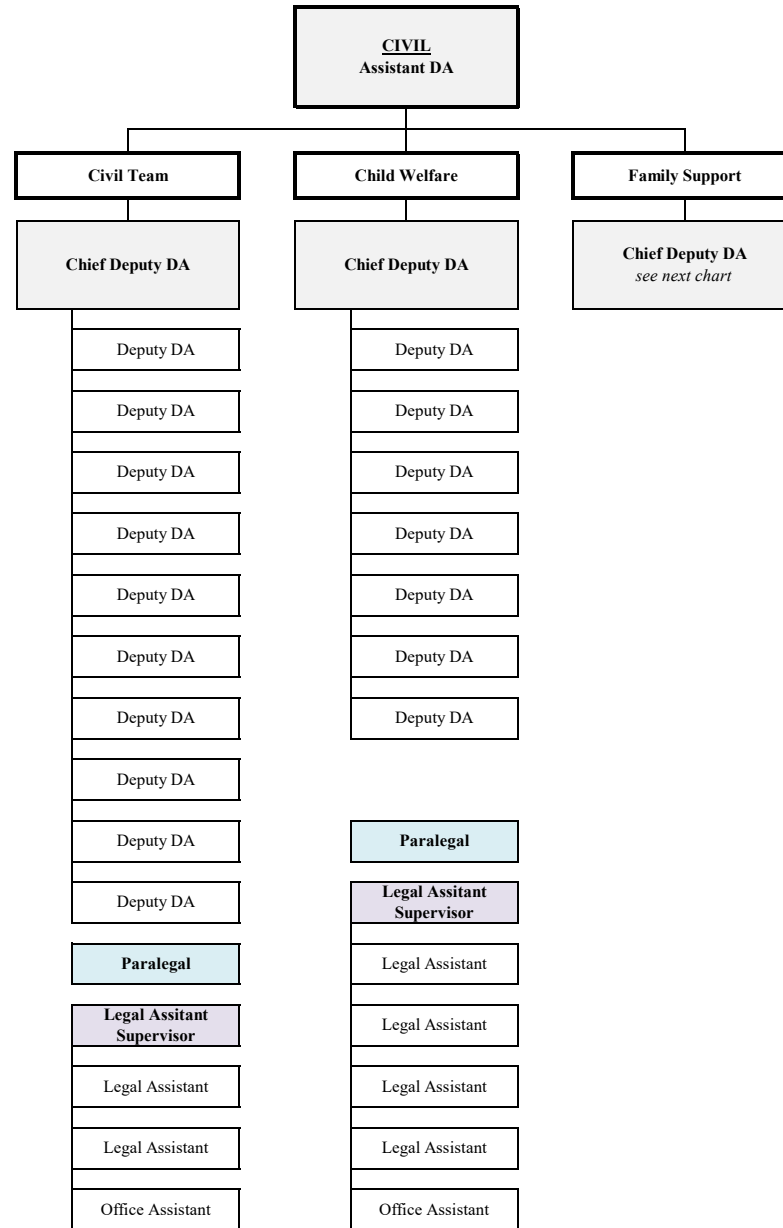 CIVIL
Assistant DA
Civil Team
Chief Deputy DA
Deputy DA
Deputy DA
Deputy DA
Deputy DA
Deputy DA
Deputy DA
Deputy DA
Deputy DA
Deputy DA
Deputy DA
Paralegal
Legal Assitant
Supervisor
Legal Assistant
Legal Assistant
Office Assistant
Child Welfare
Chief Deputy DA
Deputy DA
Deputy DA
Deputy DA
Deputy DA
Deputy DA
Deputy DA
Deputy DA
Paralegal
Legal Assitant
Supervisor
Legal Assistant
Legal Assistant
Legal Assistant
Legal Assistant
Office Assistant
Family Support
Chief Deputy DA
see next chart